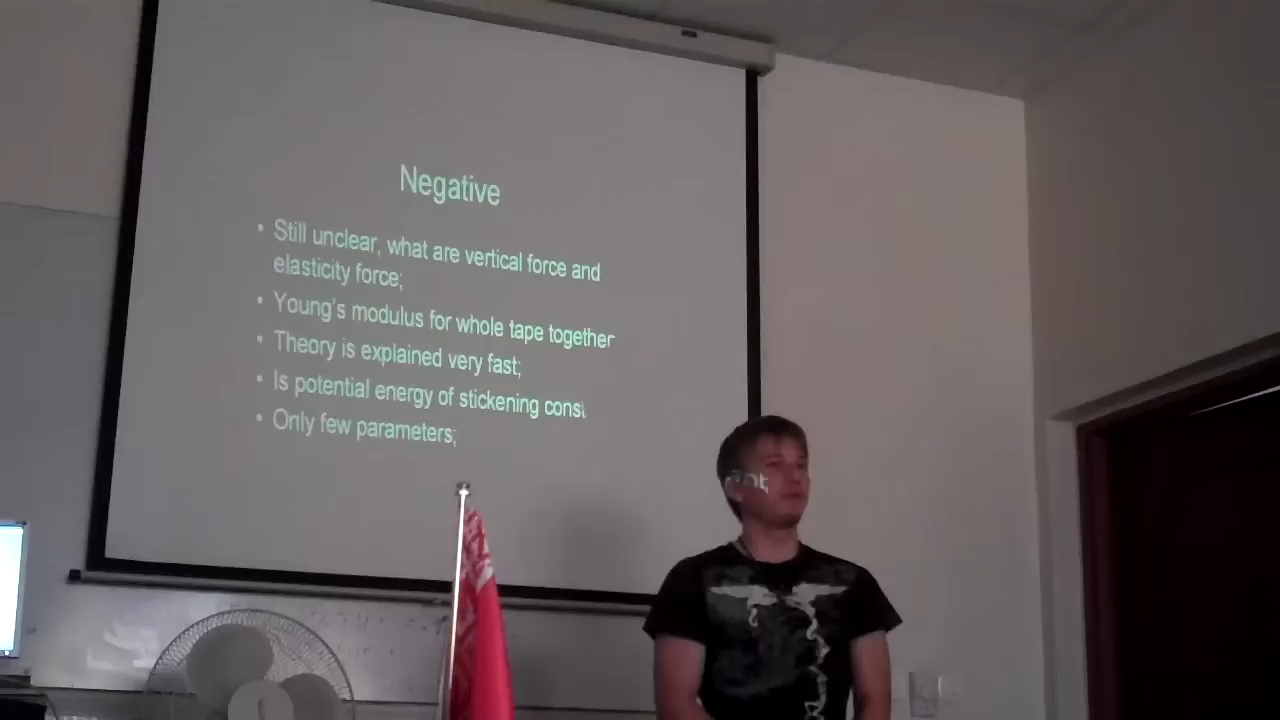 Negative
• Still unclear, what are vertical force and
elasticity force;
• Young's modulus for whole tape together
• Theory is explained very fast;
• Is potential energy of stickening const
• Only few parameters;